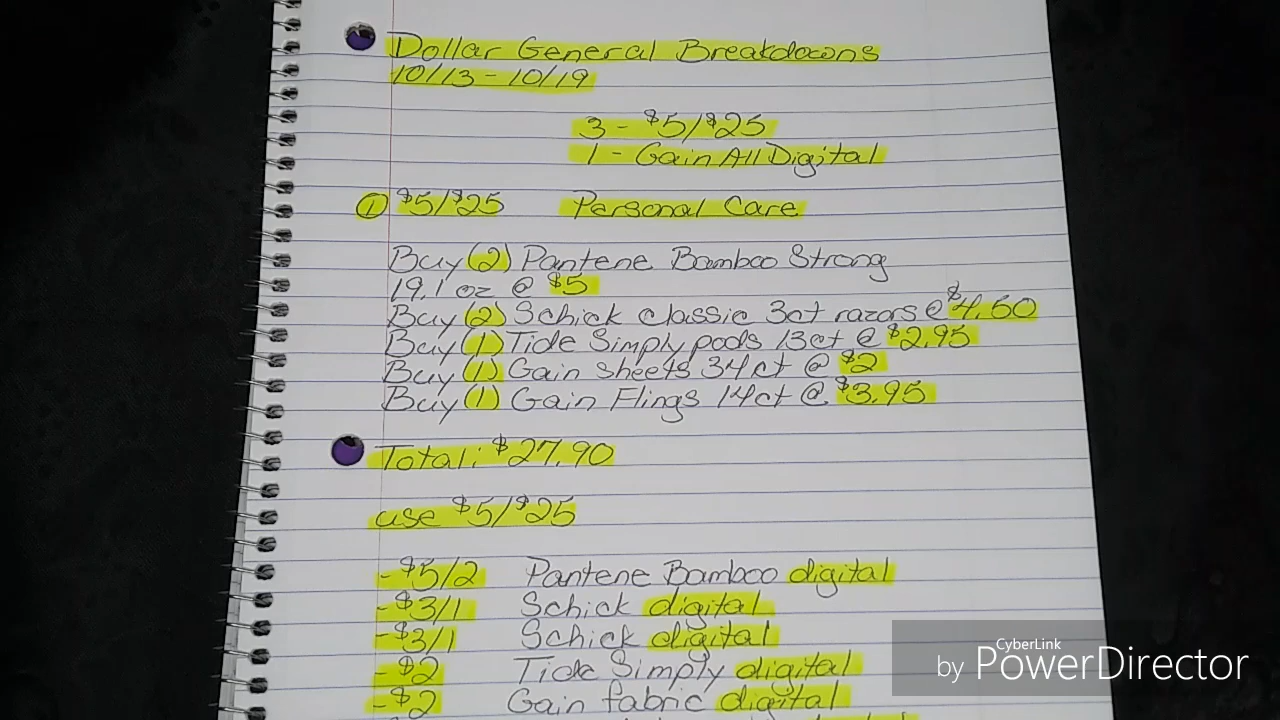 Dollar General Breakdowns
10/13 - 10/19
3 - $5/$25
1 - Gain All Digital
① $5/$25 Personal Care
Buy (2) Pantene Bamboo Strong
19.1 oz @ $5
Buy (2) Schick Classic 3ct razors @ $4.50
Buy (1) Tide Simply pods 13ct @ $2.95
Buy (1) Gain Sheets 34ct @ $2
Buy (1) Gain Flings 14ct @ $3.95
Total: $27.90
use $5/$25
-$5/2 Pantene Bamboo digital
-$3/1 Schick digital
-$3/1 Schick digital
-$2 Tide Simply digital
-$2 Gain fabric digital
CyberLink
by PowerDirector